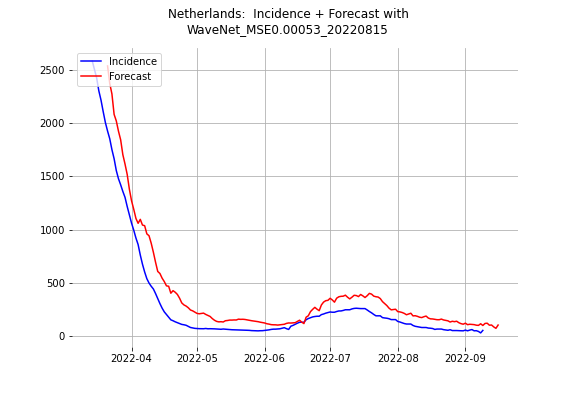 Netherlands:  Incidence + Forecast with
WaveNet_MSE0.00053_20220815
Incidence
Forecast
2500
2000
1500
1000
500
0
2022-04 2022-05 2022-06 2022-07 2022-08 2022-09